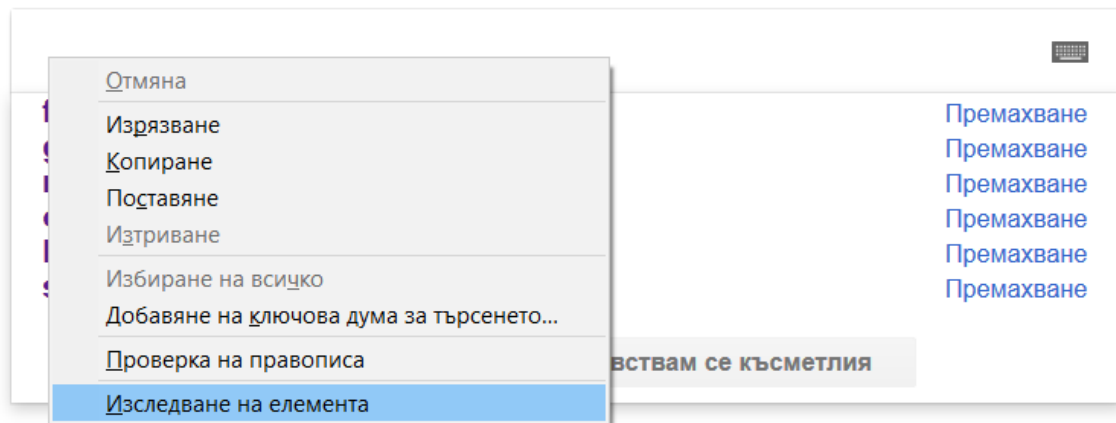 Отмяна
Изрязване
Копиране
Поставяне
Изтриване
Избиране на всичко
Добавяне на ключова дума за търсенето...
Проверка на правописа
Изследване на елемента
Премахване
Премахване
Премахване
Премахване
Премахване
Премахване
вствам се късметлия